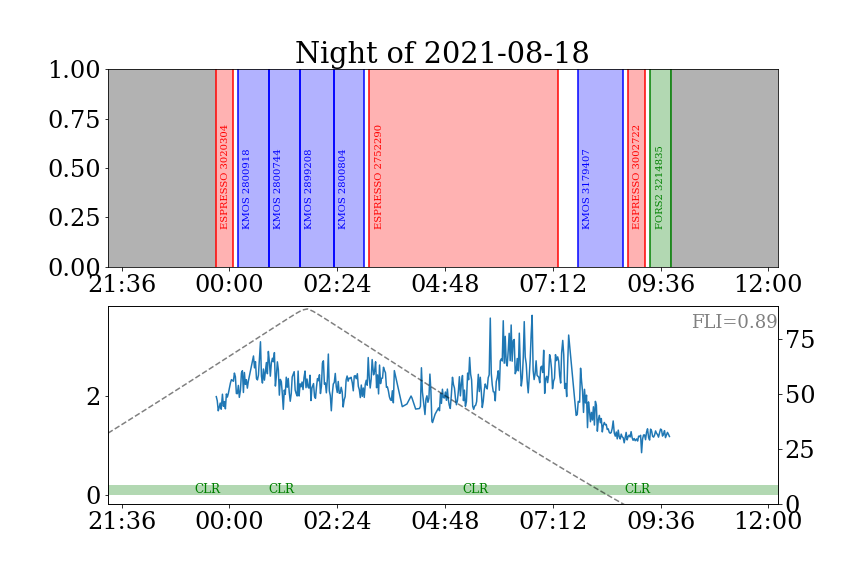 Night of 2021-08-18
1.00
0.75
0.50
0.25
0.00
ESPRESSO 3020304
KMOS 2800918
KMOS 2800744
KMOS 2899208
KMOS 2800804
ESPRESSO 2752290
KMOS 3179407
ESPRESSO 3002722
FORS2 3214835
21:36 00:00 02:24 04:48 07:12 09:36 12:00
FLI=0.89
2
0
75
50
25
0
CLR CLR CLR CLR
21:36 00:00 02:24 04:48 07:12 09:36 12:00